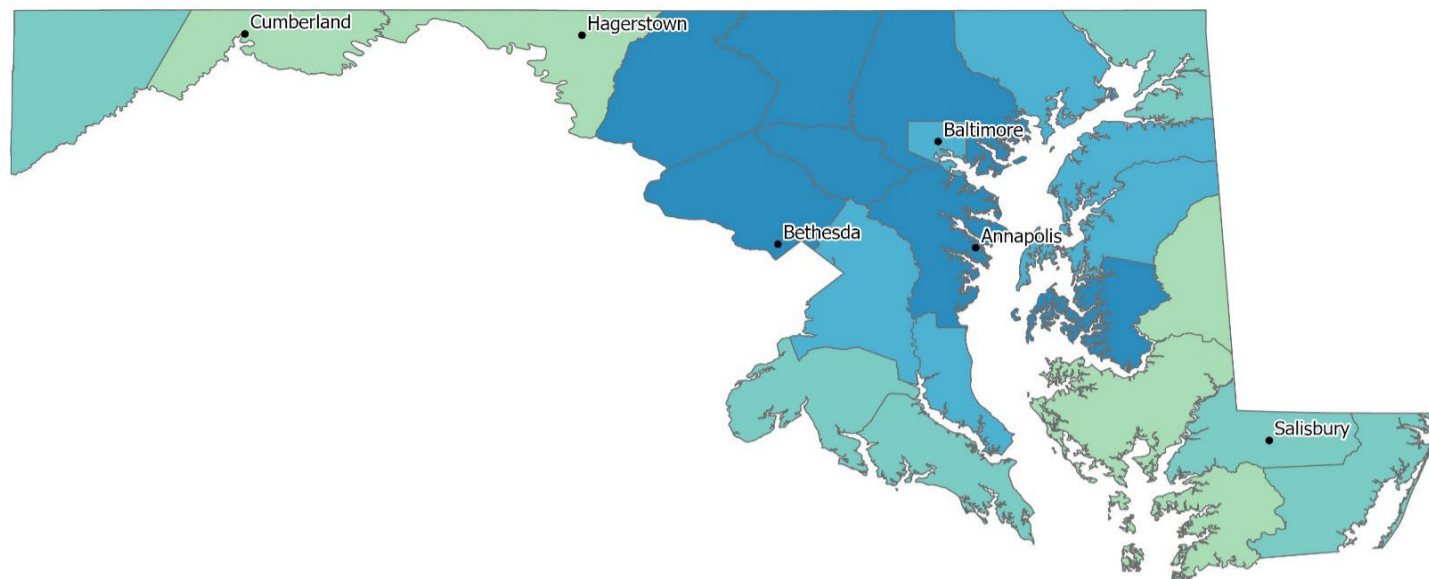 Cumberland
Hagerstown
Baltimore
Bethesda
Annapolis
Salisbury